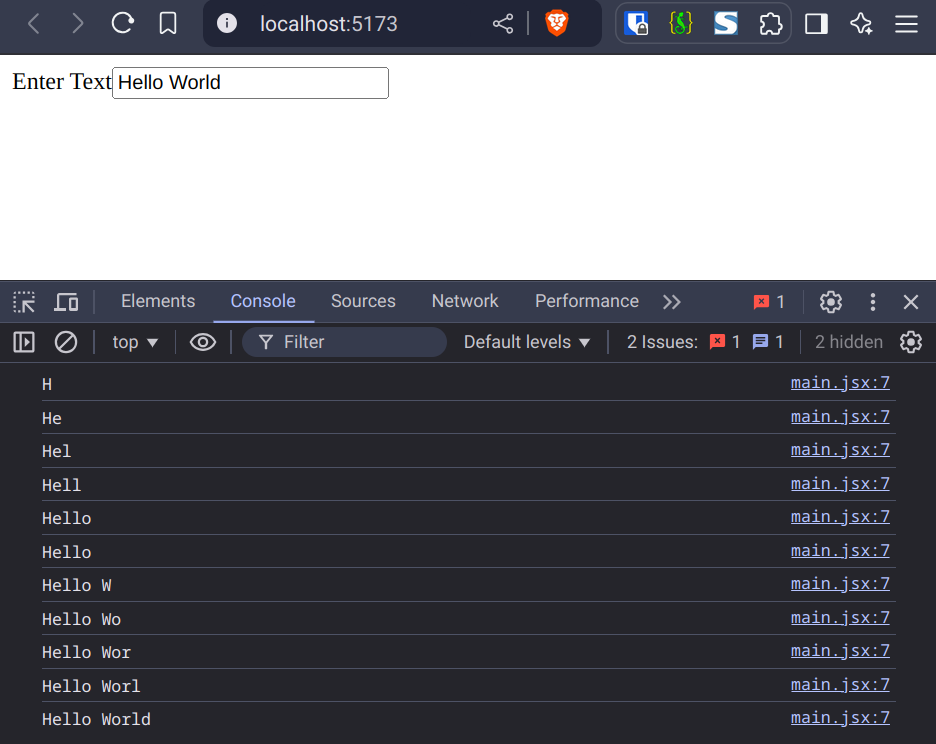 localhost:5173
Enter Text Hello World
Elements Console Sources Network Performance 1
top Filter Default levels 2 Issues: 1 1 2 hidden
H main.jsx:7
He main.jsx:7
Hel main.jsx:7
Hell main.jsx:7
Hello main.jsx:7
Hello main.jsx:7
Hello W main.jsx:7
Hello Wo main.jsx:7
Hello Wor main.jsx:7
Hello Worl main.jsx:7
Hello World main.jsx:7